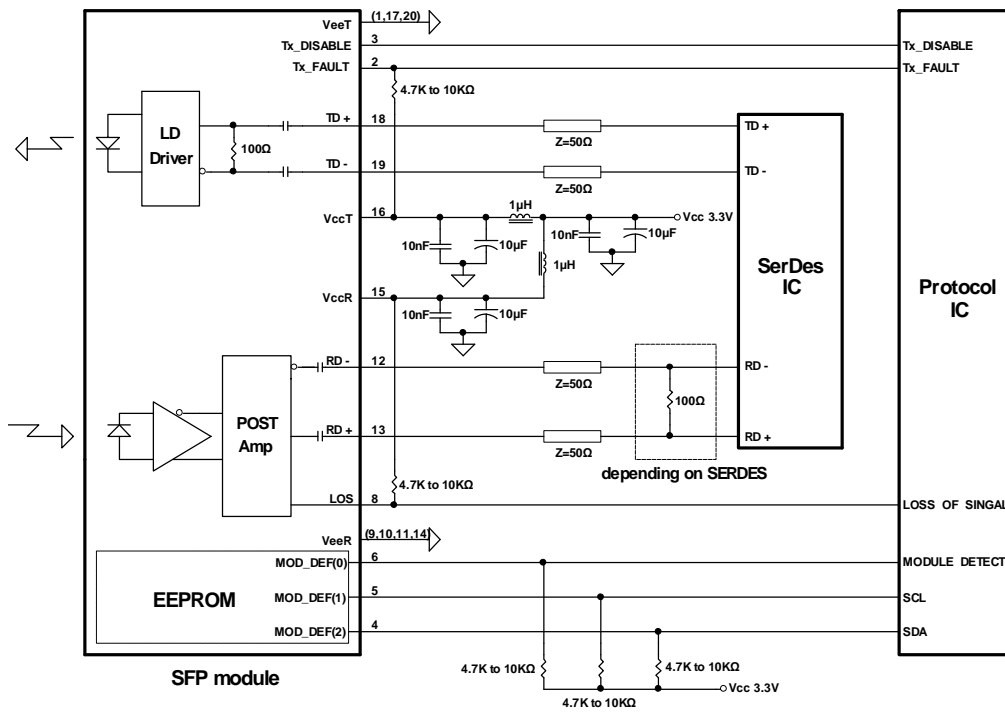 VeeT (1,17,20)
Tx_DISABLE 3 Tx_DISABLE
Tx_FAULT 2 Tx_FAULT
4.7K to 10KΩ
LD
Driver
100Ω
TD + 18 TD +
Z=50Ω
TD - 19 TD -
Z=50Ω
1µH
VccT 16 Vcc 3.3V
10nF 10µF 10nF 10µF
1µH
SerDes
IC
Protocol
IC
VccR 15
10nF 10µF
RD - 12 RD -
Z=50Ω
100Ω
POST
Amp
RD + 13 RD +
Z=50Ω
depending on SERDES
4.7K to 10KΩ
LOS 8 LOSS OF SINGAL
VeeR (9,10,11,14)
MOD_DEF(0) 6 MODULE DETECT
EEPROM
MOD_DEF(1) 5 SCL
MOD_DEF(2) 4 SDA
4.7K to 10KΩ 4.7K to 10KΩ
SFP module
Vcc 3.3V
4.7K to 10KΩ